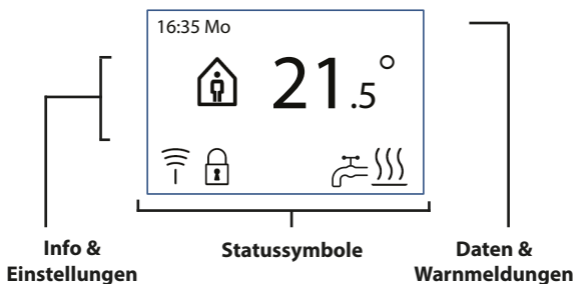 16:35 Mo
21.5°
Info &
Einstellungen
Statussymbole
Daten &
Warnmeldungen